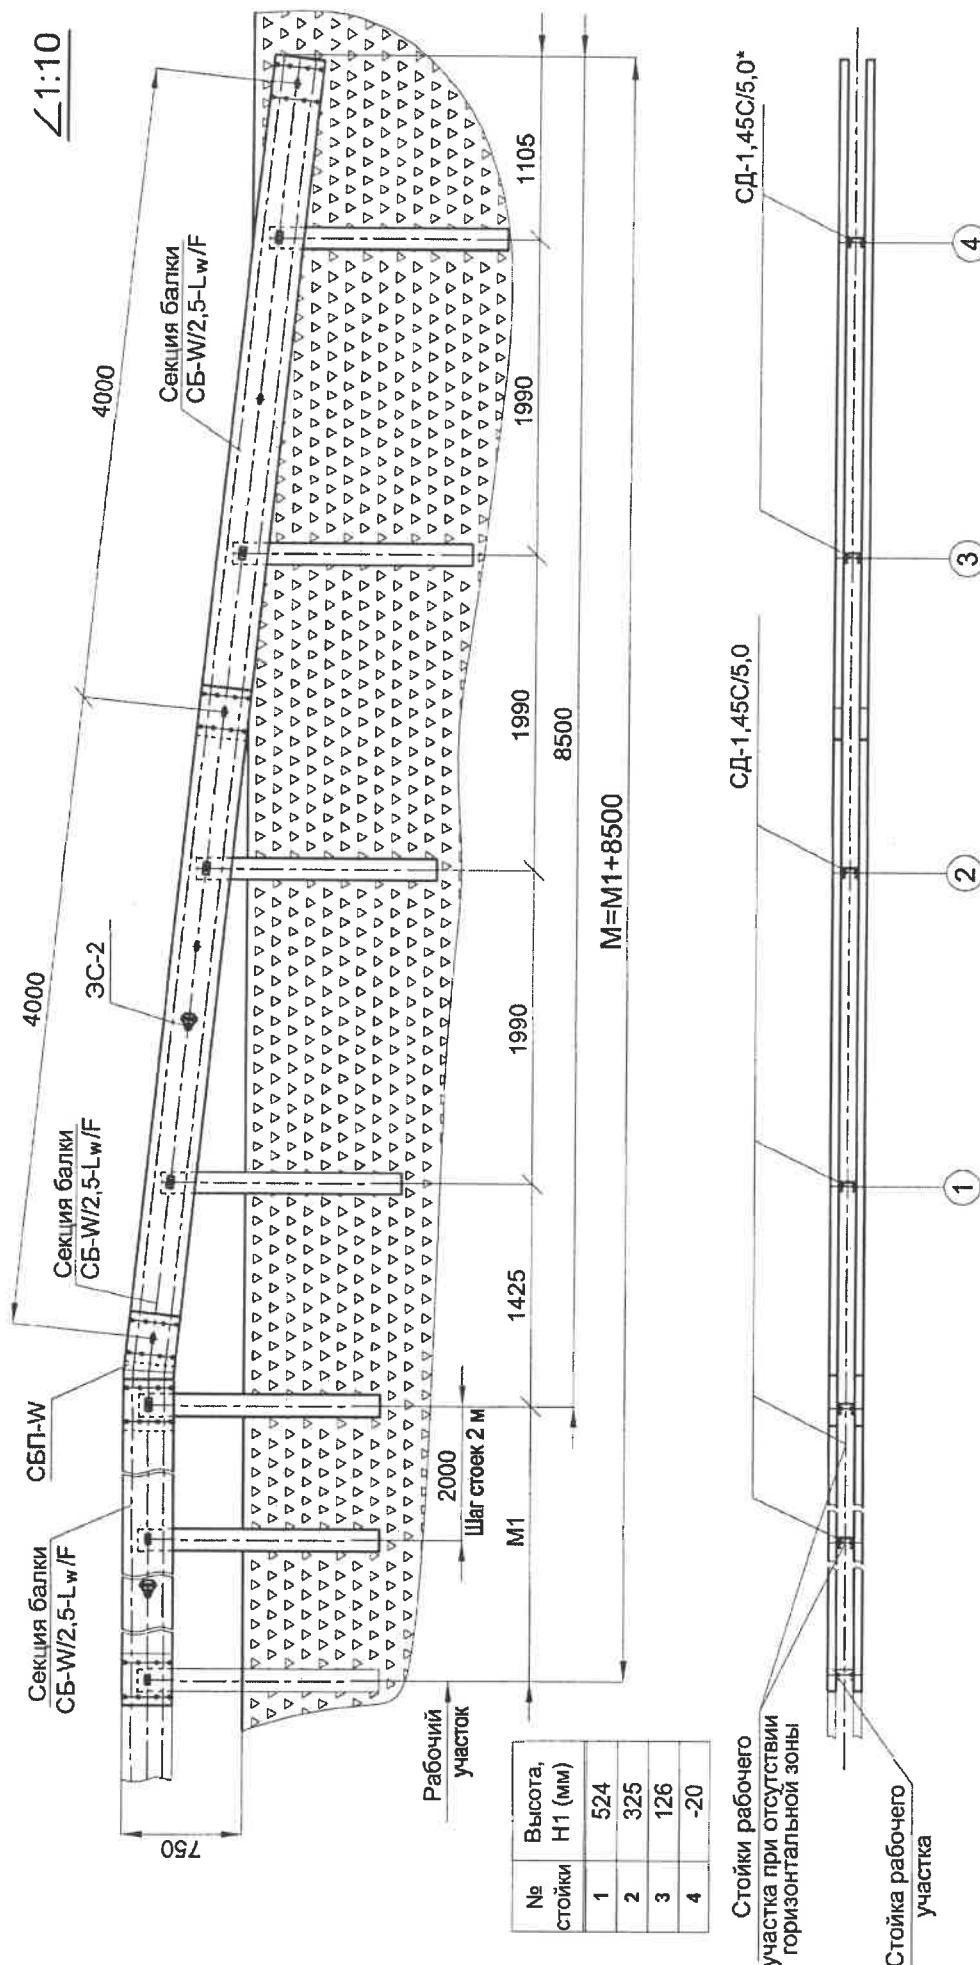 ∠1:10
4000
4000
Секция балки
СБ-W/2,5-Lw/F
СБП-W
Секция балки
СБ-W/2,5-Lw/F
ЭС-2
Секция балки
СБ-W/2,5-Lw/F
750
Рабочий
участок
2000
Шаг стоек 2 м
М1
1425
1990
1990
1990
1105
8500
М=М1+8500
№ стойки
Высота, Н1 (мм)
1 524
2 325
3 126
4 -20
Стойки рабочего
участка при отсутствии
горизонтальной зоны
СД-1,45С/5,0
СД-1,45С/5,0*
Стойка рабочего
участка
1
2
3
4